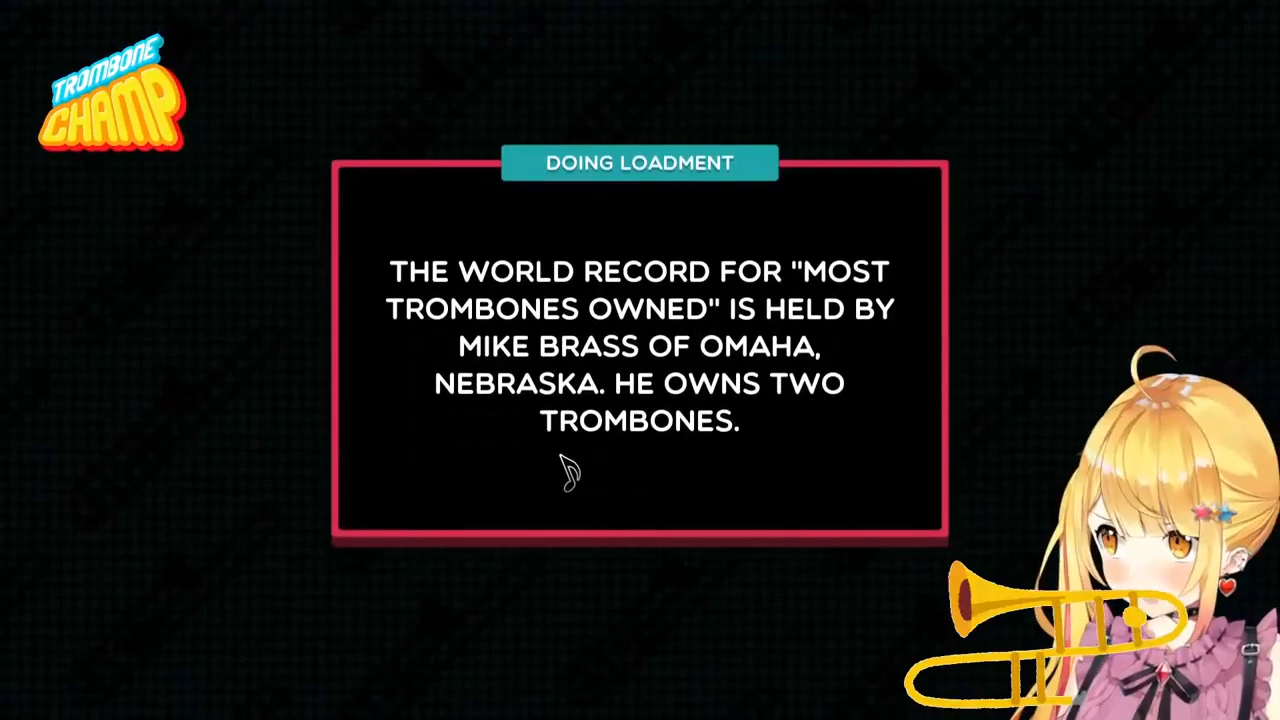 TROMBONE
CHAMP
DOING LOADMENT
THE WORLD RECORD FOR "MOST
TROMBONES OWNED" IS HELD BY
MIKE BRASS OF OMAHA,
NEBRASKA. HE OWNS TWO
TROMBONES.